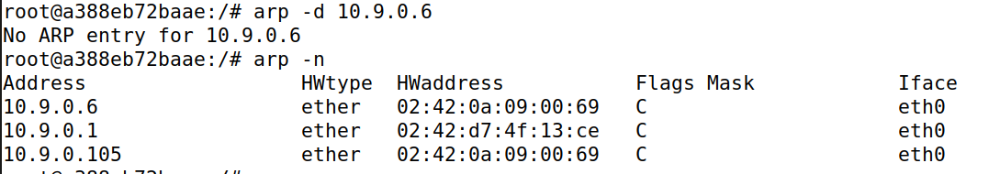 root@a388eb72baae:/# arp -d 10.9.0.6
No ARP entry for 10.9.0.6
root@a388eb72baae:/# arp -n
Address                  HWtype  HWaddress           Flags Mask            Iface
10.9.0.6                 ether   02:42:0a:09:00:69   C                     eth0
10.9.0.1                 ether   02:42:d7:4f:13:ce   C                     eth0
10.9.0.105               ether   02:42:0a:09:00:69   C                     eth0